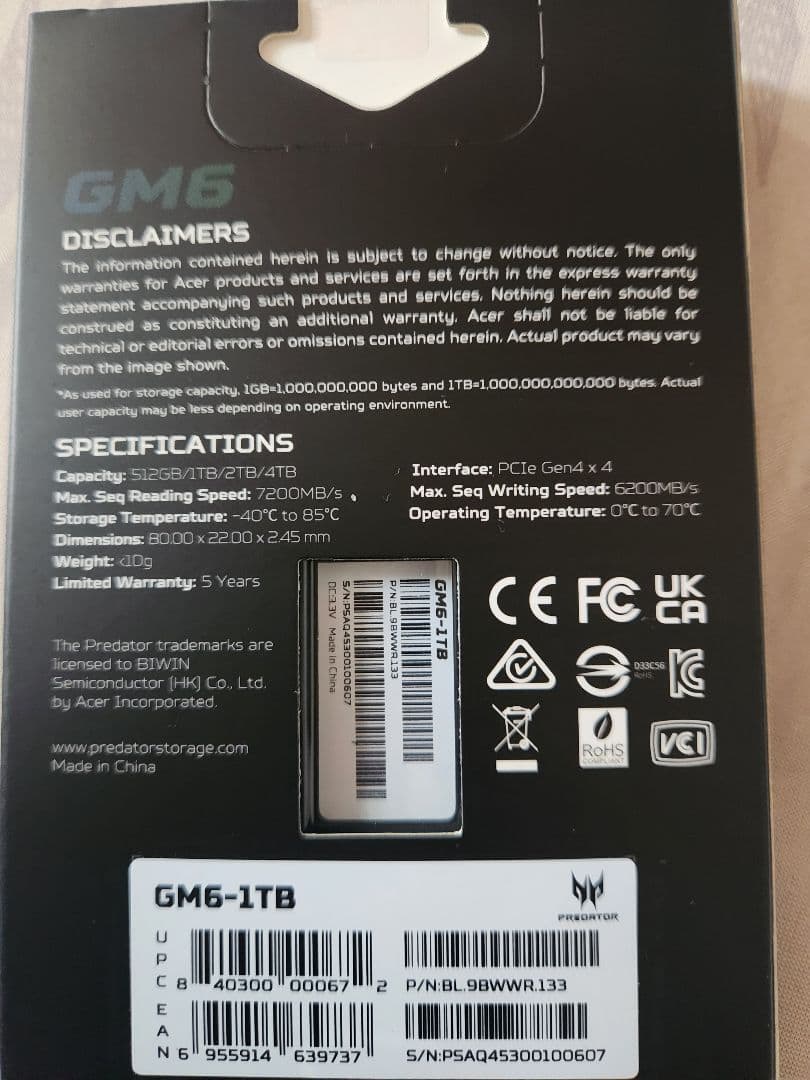 GM6
DISCLAIMERS
The information contained herein is subject to change without notice. The only
warranties for Acer products and services are set forth in the express warranty
statement accompanying such products and services. Nothing herein should be
construed as constituting an additional warranty. Acer shall not be liable for
technical or editorial errors or omissions contained herein. Actual product may vary
from the image shown.
*As used for storage capacity, 1GB=1,000,000,000 bytes and 1TB=1,000,000,000,000 bytes. Actual
user capacity may be less depending on operating environment.
SPECIFICATIONS
Capacity: 512GB/1TB/2TB/4TB
Max. Seq Reading Speed: 7200MB/s
Storage Temperature: -40°C to 85°C
Dimensions: 80.00 x 22.00 x 2.45 mm
Weight: <10g
Limited Warranty: 5 Years
Interface: PCIe Gen4 x 4
Max. Seq Writing Speed: 6200MB/s
Operating Temperature: 0°C to 70°C
The Predator trademarks are
licensed to BIWIN
Semiconductor (HK) Co., Ltd.
by Acer Incorporated.
www.predatorstorage.com
Made in China
GM6-1TB
P/N:BL.9BWWR.133
S/N:PSAQ45300100607
DC:3.3V Made in China
CE FC UK
CA
D33C56
RoHS
RoHS
COMPLIANT
VCI
GM6-1TB
PREDATOR
UPC
8 40300 00067 2
P/N:BL.9BWWR.133
EAN
6 955914 639737
S/N:PSAQ45300100607